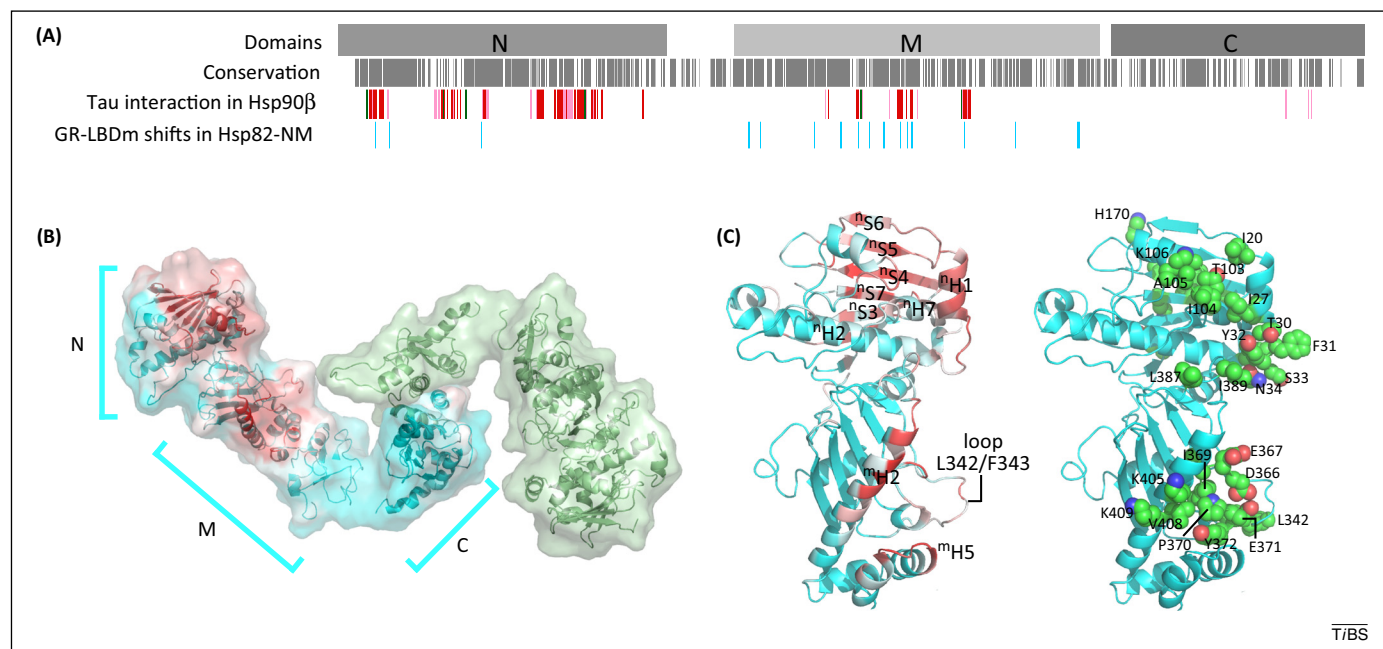 (A)
Domains N M C
Conservation
Tau interaction in Hsp90β
GR-LBDm shifts in Hsp82-NM
(B)
N
M
C
(C)
nS6
nS5
nS4
nH1
nS7
nS3
nH7
nH2
loop
L342/F343
mH2
mH5
H170
I20
K106
T103
A105
I104
I27
T30
Y32
F31
L387
I389
N34
S33
I369
E367
K405
D366
K409
V408
L342
P370
Y372
E371
TiBS